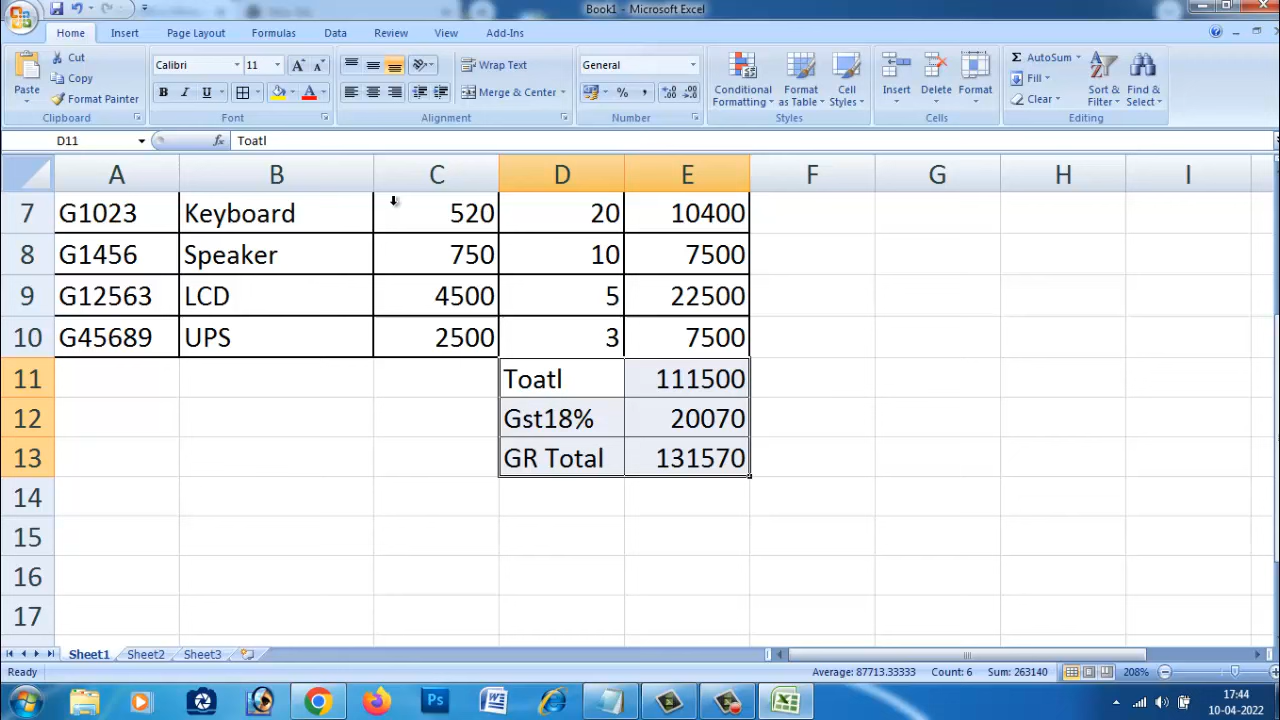 Book1 - Microsoft Excel
Home Insert Page Layout Formulas Data Review View Add-Ins
Cut
Copy
Format Painter
Paste
Clipboard
Calibri 11
B I U
Font
Wrap Text
Merge & Center
Alignment
General
Number
Conditional Formatting
Format as Table
Cell Styles
Styles
Insert Delete Format
Cells
AutoSum
Fill
Clear
Sort & Filter
Find & Select
Editing
D11 fx Toatl
A B C D E F G H I
7 G1023 Keyboard 520 20 10400
8 G1456 Speaker 750 10 7500
9 G12563 LCD 4500 5 22500
10 G45689 UPS 2500 3 7500
11 Toatl 111500
12 Gst18% 20070
13 GR Total 131570
14
15
16
17
Sheet1 Sheet2 Sheet3
Ready Average: 87713.33333 Count: 6 Sum: 263140 208%
Ps
17:44
10-04-2022